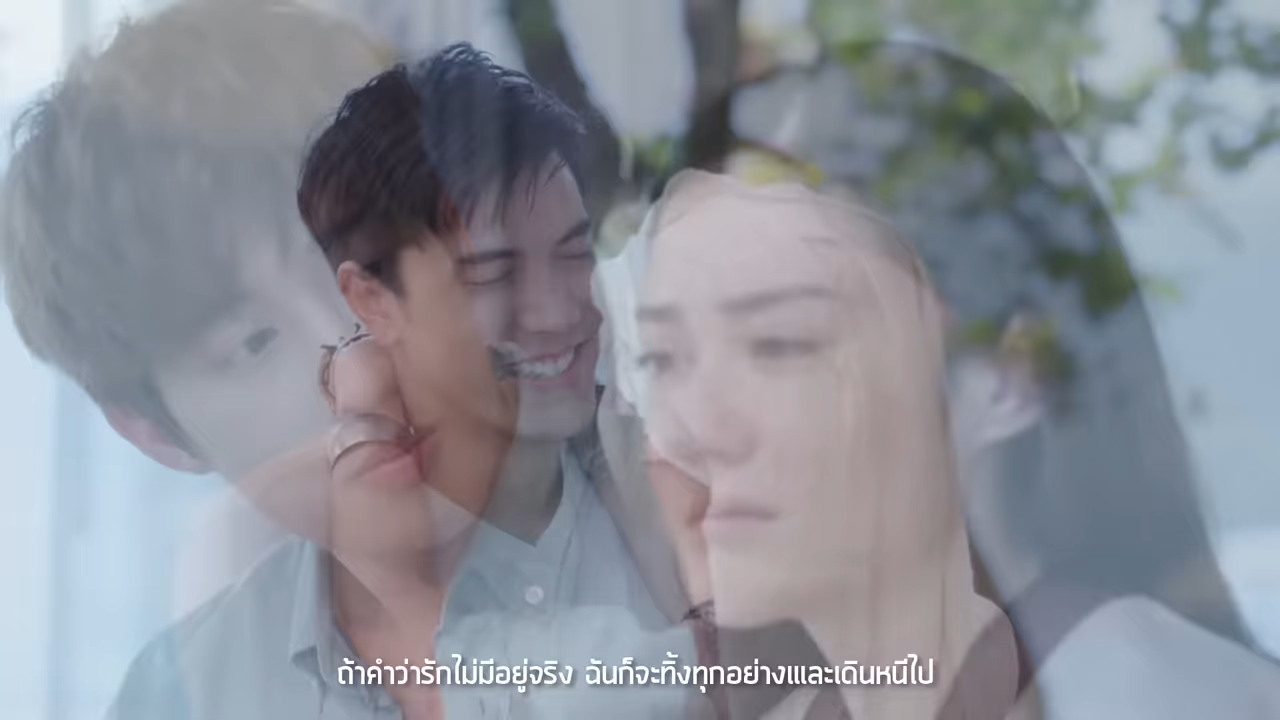 ถ้าคำว่ารักไม่มีอยู่จริง ฉันก็จะทิ้งทุกอย่างและเดินหนีไป